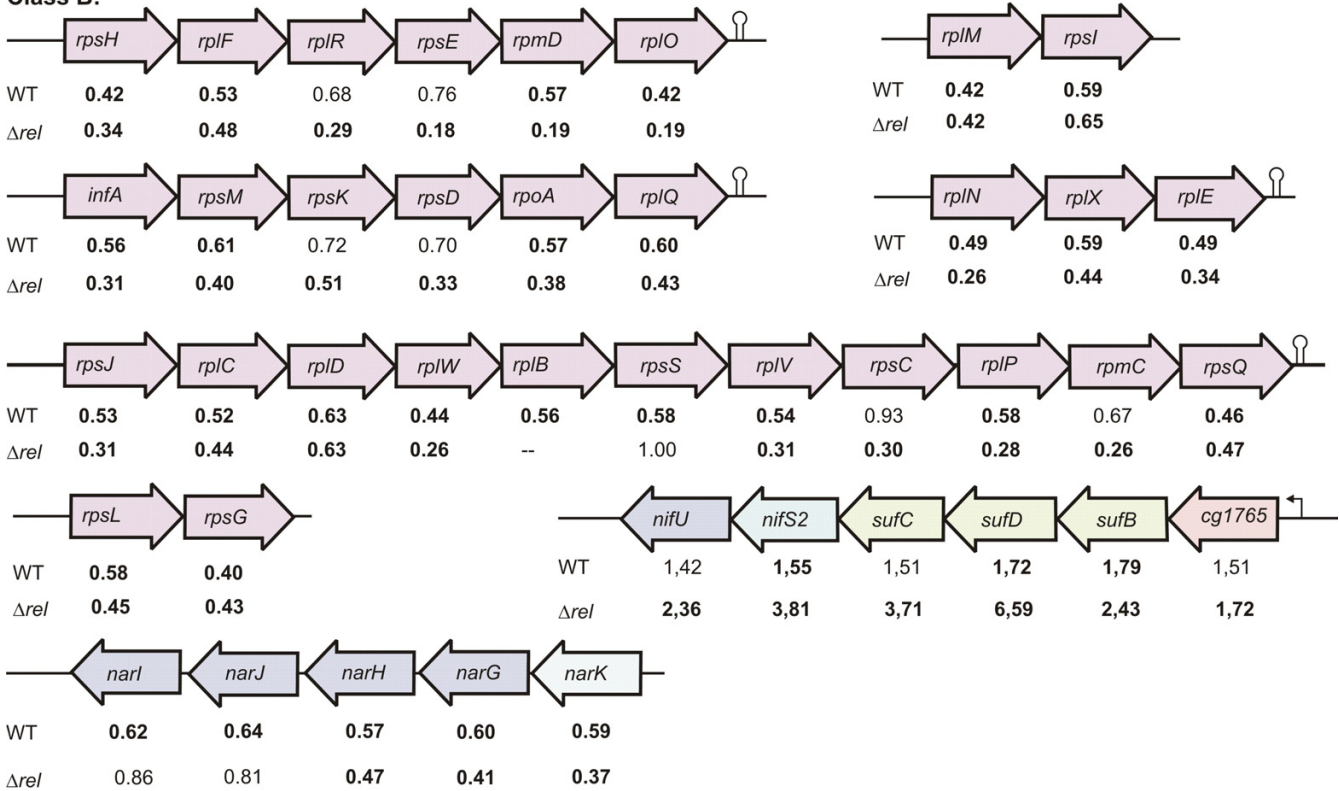 Class B:
rpsH rplF rplR rpsE rpmD rplO
WT 0.42 0.53 0.68 0.76 0.57 0.42
Δrel 0.34 0.48 0.29 0.18 0.19 0.19
rplM rpsI
WT 0.42 0.59
Δrel 0.42 0.65
infA rpsM rpsK rpsD rpoA rplQ
WT 0.56 0.61 0.72 0.70 0.57 0.60
Δrel 0.31 0.40 0.51 0.33 0.38 0.43
rplN rplX rplE
WT 0.49 0.59 0.49
Δrel 0.26 0.44 0.34
rpsJ rplC rplD rplW rplB rpsS rplV rpsC rplP rpmC rpsQ
WT 0.53 0.52 0.63 0.44 0.56 0.58 0.54 0.93 0.58 0.67 0.46
Δrel 0.31 0.44 0.63 0.26 -- 1.00 0.31 0.30 0.28 0.26 0.47
rpsL rpsG
WT 0.58 0.40
Δrel 0.45 0.43
nifU nifS2 sufC sufD sufB cg1765
WT 1,42 1,55 1,51 1,72 1,79 1,51
Δrel 2,36 3,81 3,71 6,59 2,43 1,72
narI narJ narH narG narK
WT 0.62 0.64 0.57 0.60 0.59
Δrel 0.86 0.81 0.47 0.41 0.37